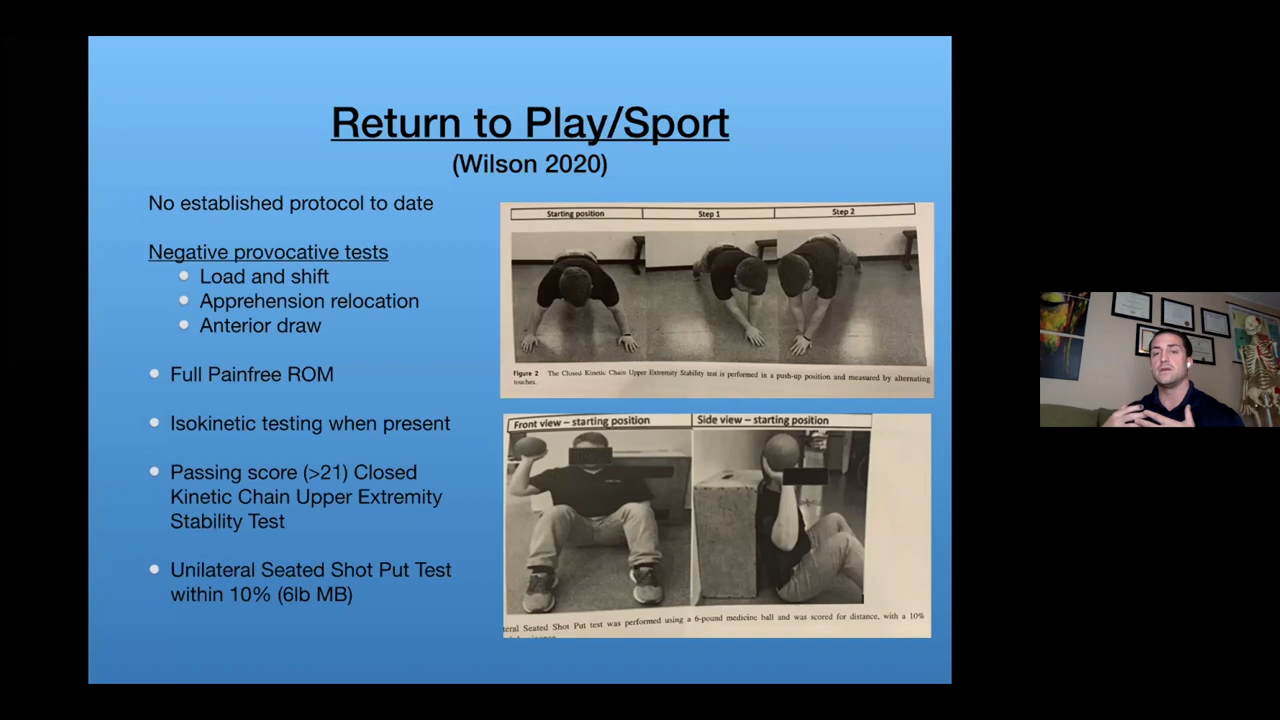 Return to Play/Sport
(Wilson 2020)
No established protocol to date
Negative provocative tests
Load and shift
Apprehension relocation
Anterior draw
Full Painfree ROM
Isokinetic testing when present
Passing score (>21) Closed
Kinetic Chain Upper Extremity
Stability Test
Unilateral Seated Shot Put Test
within 10% (6lb MB)
Starting position Step 1 Step 2
Figure 2 The Closed Kinetic Chain Upper Extremity Stability test is performed in a push-up position and measured by alternating
touches.
Front view – starting position Side view – starting position
Seated Shot Put test was performed using a 6-pound medicine ball and was scored for distance, with a 10%